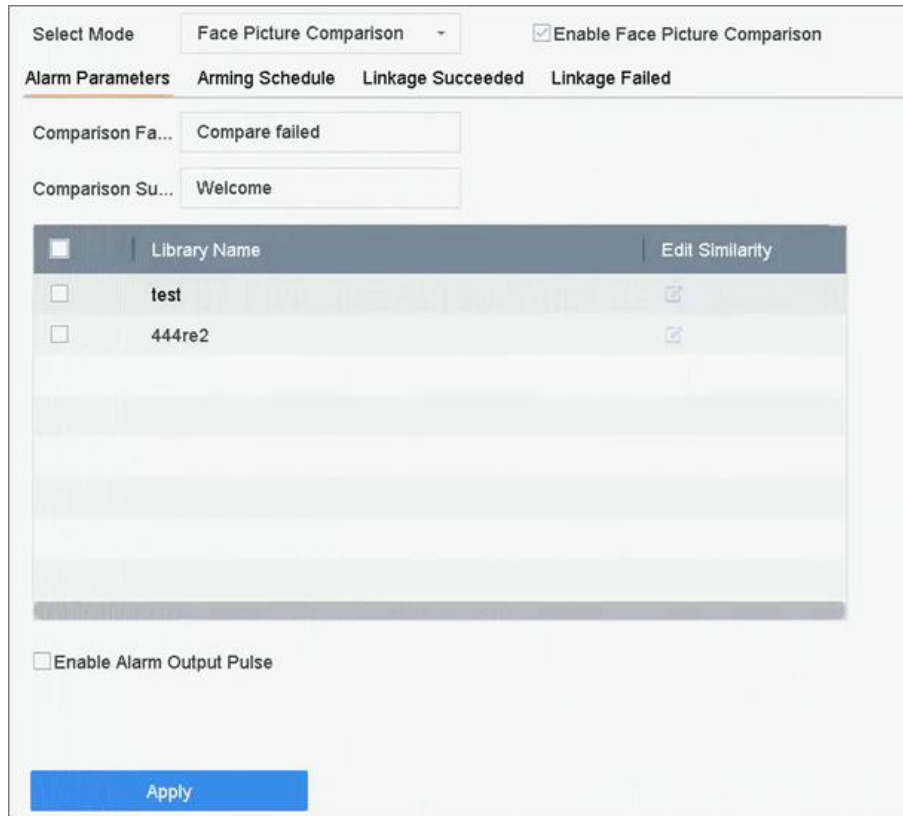 Select Mode Face Picture Comparison Enable Face Picture Comparison
Alarm Parameters Arming Schedule Linkage Succeeded Linkage Failed
Comparison Fa... Compare failed
Comparison Su... Welcome
Library Name Edit Similarity
test
444re2
Enable Alarm Output Pulse
Apply